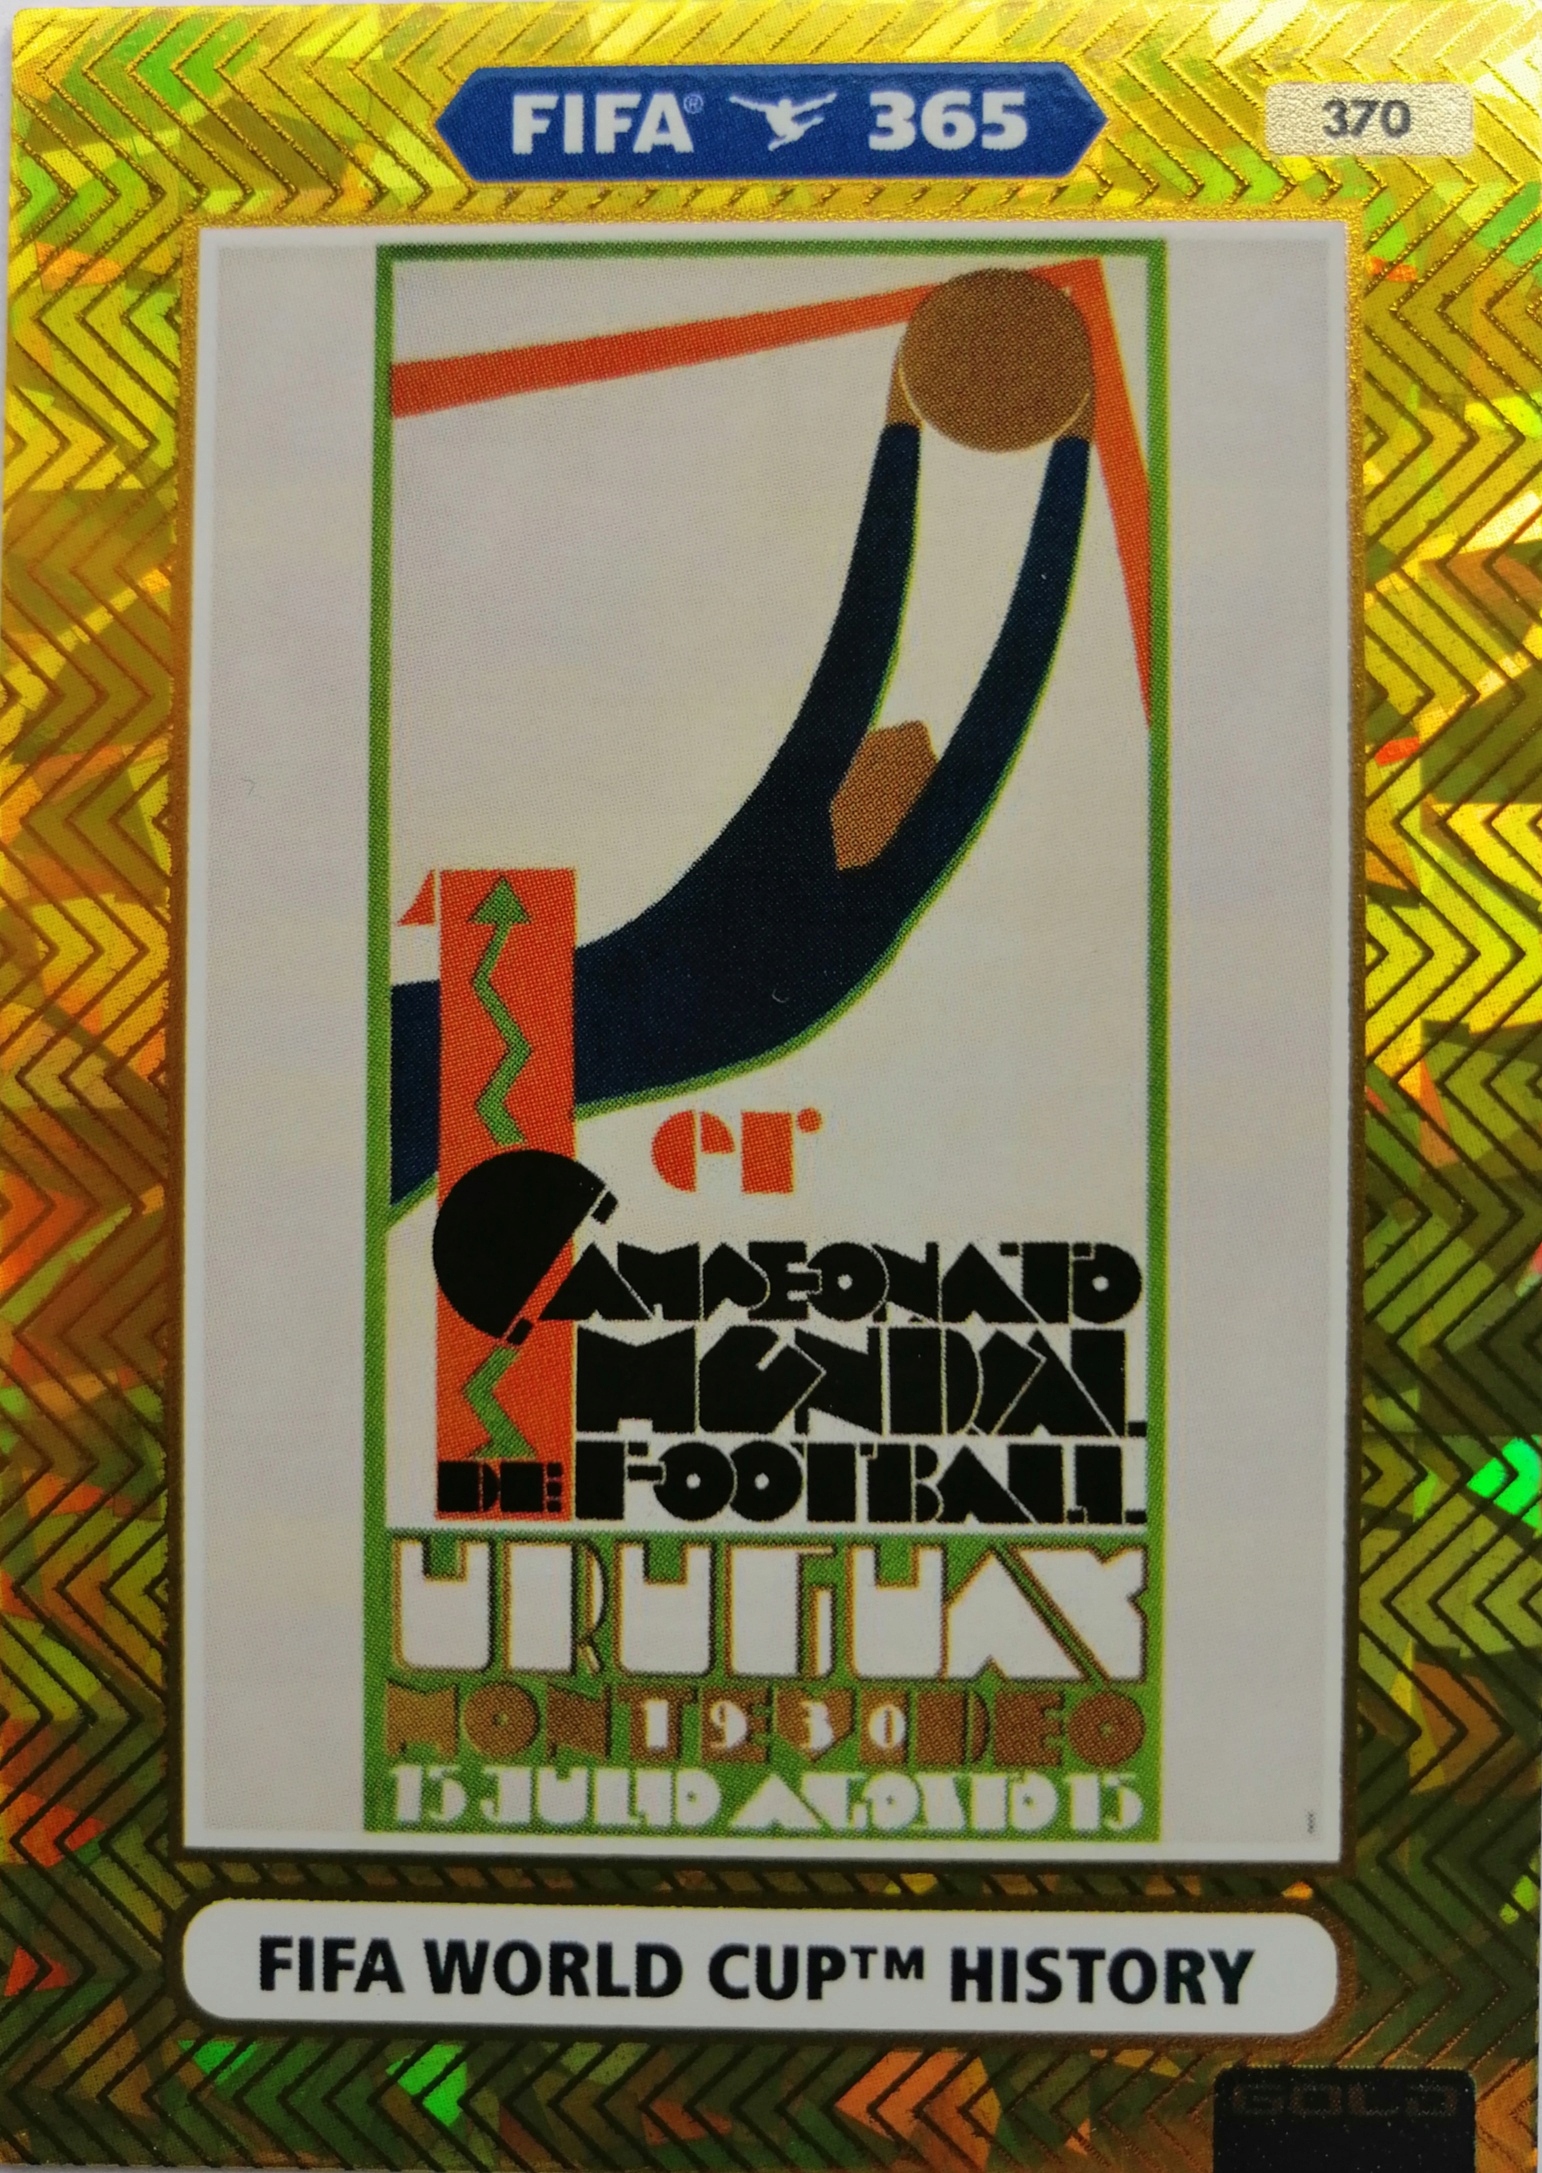 FIFA® 365
370
1er
CAMPEONATO
MUNDIAL
DE FOOTBALL
URUGUAY
MONTEVIDEO
1930
15 JULIO AGOSTO 15
FIFA WORLD CUP™ HISTORY
GOLD